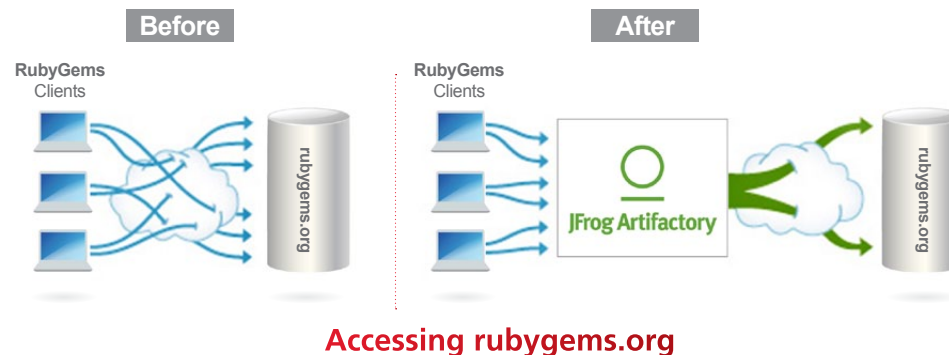 Before
RubyGems
Clients
rubygems.org
After
RubyGems
Clients
JFrog Artifactory
rubygems.org
Accessing rubygems.org